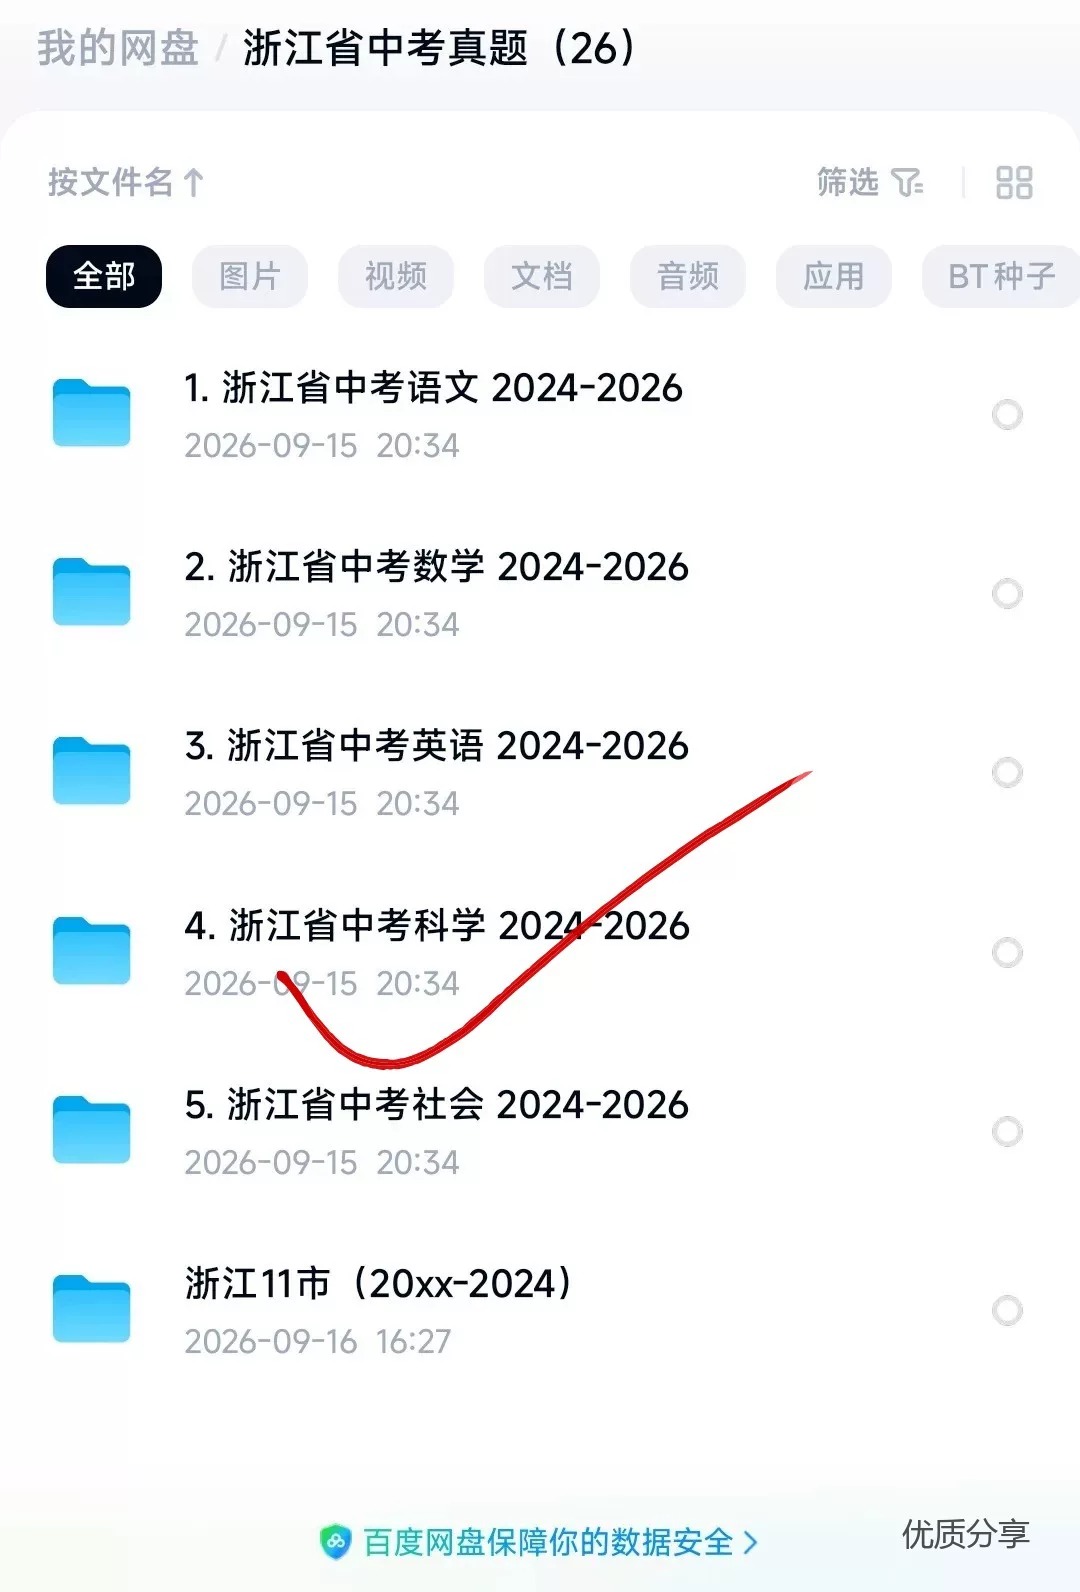 我的网盘 / 浙江省中考真题（26）
按文件名↑ 筛选
全部 图片 视频 文档 音频 应用 BT种子
1. 浙江省中考语文 2024-2026
2026-09-15 20:34
2. 浙江省中考数学 2024-2026
2026-09-15 20:34
3. 浙江省中考英语 2024-2026
2026-09-15 20:34
4. 浙江省中考科学 2024-2026
2026-09-15 20:34
5. 浙江省中考社会 2024-2026
2026-09-15 20:34
浙江11市（20xx-2024）
2026-09-16 16:27
百度网盘保障你的数据安全 >
优质分享